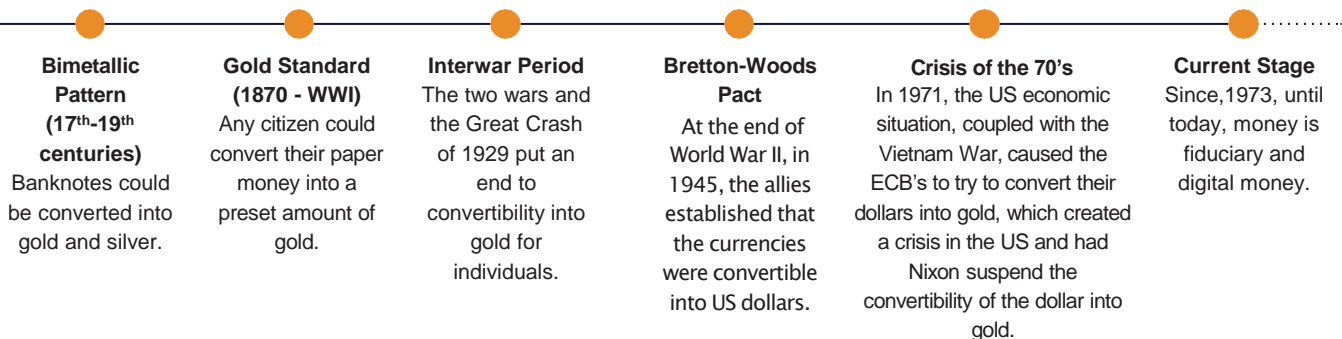 Bimetallic
Pattern
(17th-19th
centuries)
Banknotes could
be converted into
gold and silver.
Gold Standard
(1870 - WWI)
Any citizen could
convert their paper
money into a
preset amount of
gold.
Interwar Period
The two wars and
the Great Crash
of 1929 put an
end to
convertibility into
gold for
individuals.
Bretton-Woods
Pact
At the end of
World War II, in
1945, the allies
established that
the currencies
were convertible
into US dollars.
Crisis of the 70's
In 1971, the US economic
situation, coupled with the
Vietnam War, caused the
ECB's to try to convert their
dollars into gold, which created
a crisis in the US and had
Nixon suspend the
convertibility of the dollar into
gold.
Current Stage
Since,1973, until
today, money is
fiduciary and
digital money.